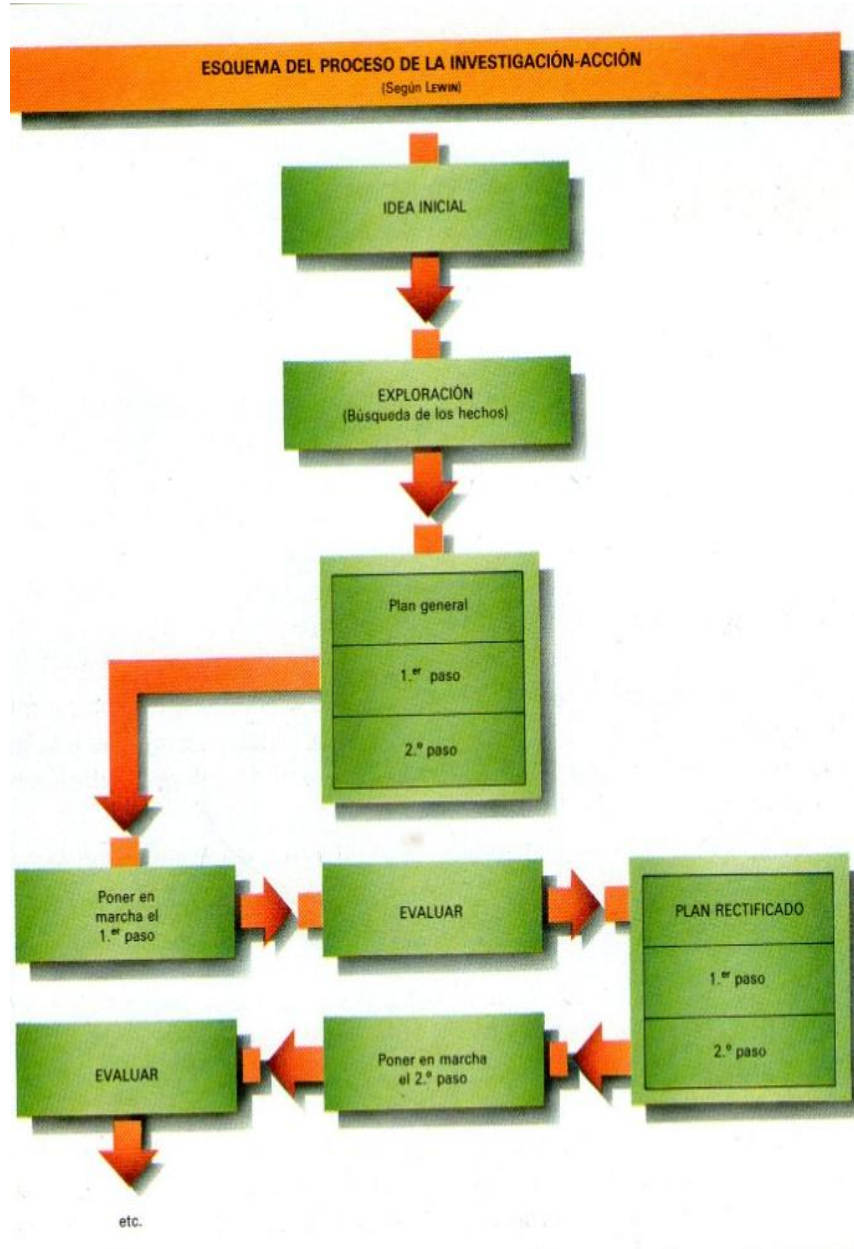 ESQUEMA DEL PROCESO DE LA INVESTIGACIÓN-ACCIÓN
(Según LEWIN)
IDEA INICIAL
EXPLORACIÓN
(Búsqueda de los hechos)
Plan general
1.er paso
2.º paso
Poner en
marcha el
1.er paso
EVALUAR
PLAN RECTIFICADO
1.er paso
2.º paso
Poner en marcha
el 2.º paso
EVALUAR
etc.